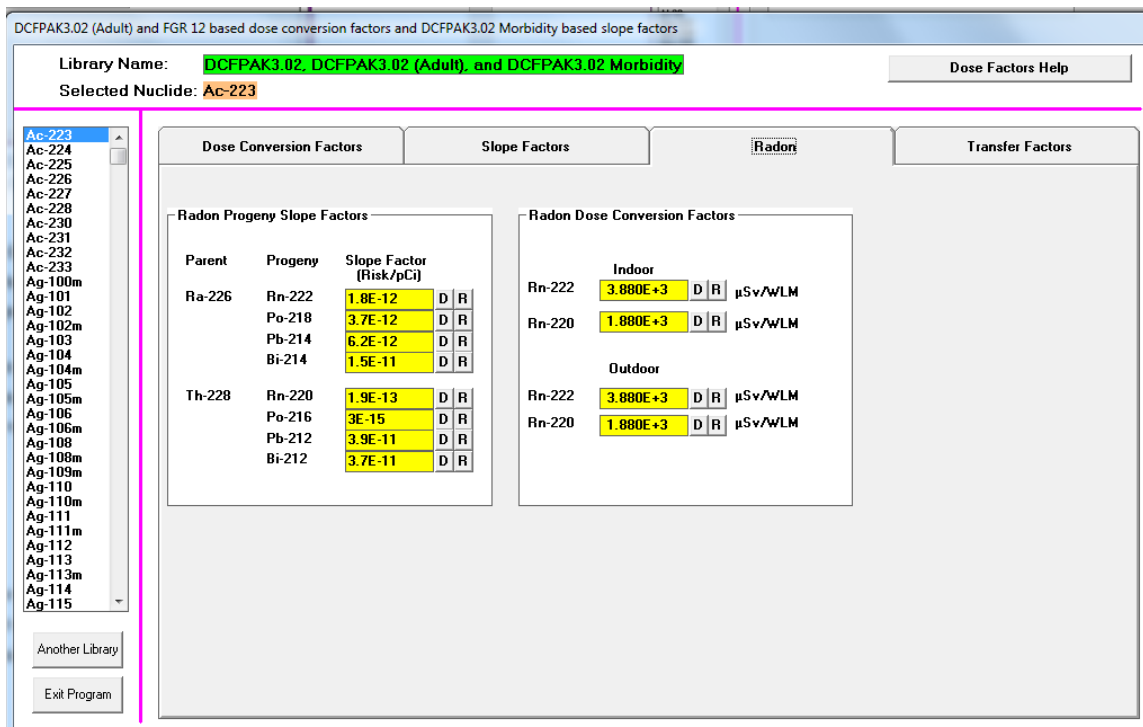 DCFPAK3.02 (Adult) and FGR 12 based dose conversion factors and DCFPAK3.02 Morbidity based slope factors
Library Name: DCFPAK3.02, DCFPAK3.02 (Adult), and DCFPAK3.02 Morbidity
Dose Factors Help
Selected Nuclide: Ac-223
Ac-223
Ac-224
Ac-225
Ac-226
Ac-227
Ac-228
Ac-230
Ac-231
Ac-232
Ac-233
Ag-100m
Ag-101
Ag-102
Ag-102m
Ag-103
Ag-104
Ag-104m
Ag-105
Ag-105m
Ag-106
Ag-106m
Ag-108
Ag-108m
Ag-109m
Ag-110
Ag-110m
Ag-111
Ag-111m
Ag-112
Ag-113
Ag-113m
Ag-114
Ag-115
Another Library
Exit Program
Dose Conversion Factors Slope Factors Radon Transfer Factors
Radon Progeny Slope Factors
Parent Progeny Slope Factor
(Risk/pCi)
Ra-226 Rn-222 1.8E-12 D R
Po-218 3.7E-12 D R
Pb-214 6.2E-12 D R
Bi-214 1.5E-11 D R
Th-228 Rn-220 1.9E-13 D R
Po-216 3E-15 D R
Pb-212 3.9E-11 D R
Bi-212 3.7E-11 D R
Radon Dose Conversion Factors
Indoor
Rn-222 3.880E+3 D R µSv/WLM
Rn-220 1.880E+3 D R µSv/WLM
Outdoor
Rn-222 3.880E+3 D R µSv/WLM
Rn-220 1.880E+3 D R µSv/WLM